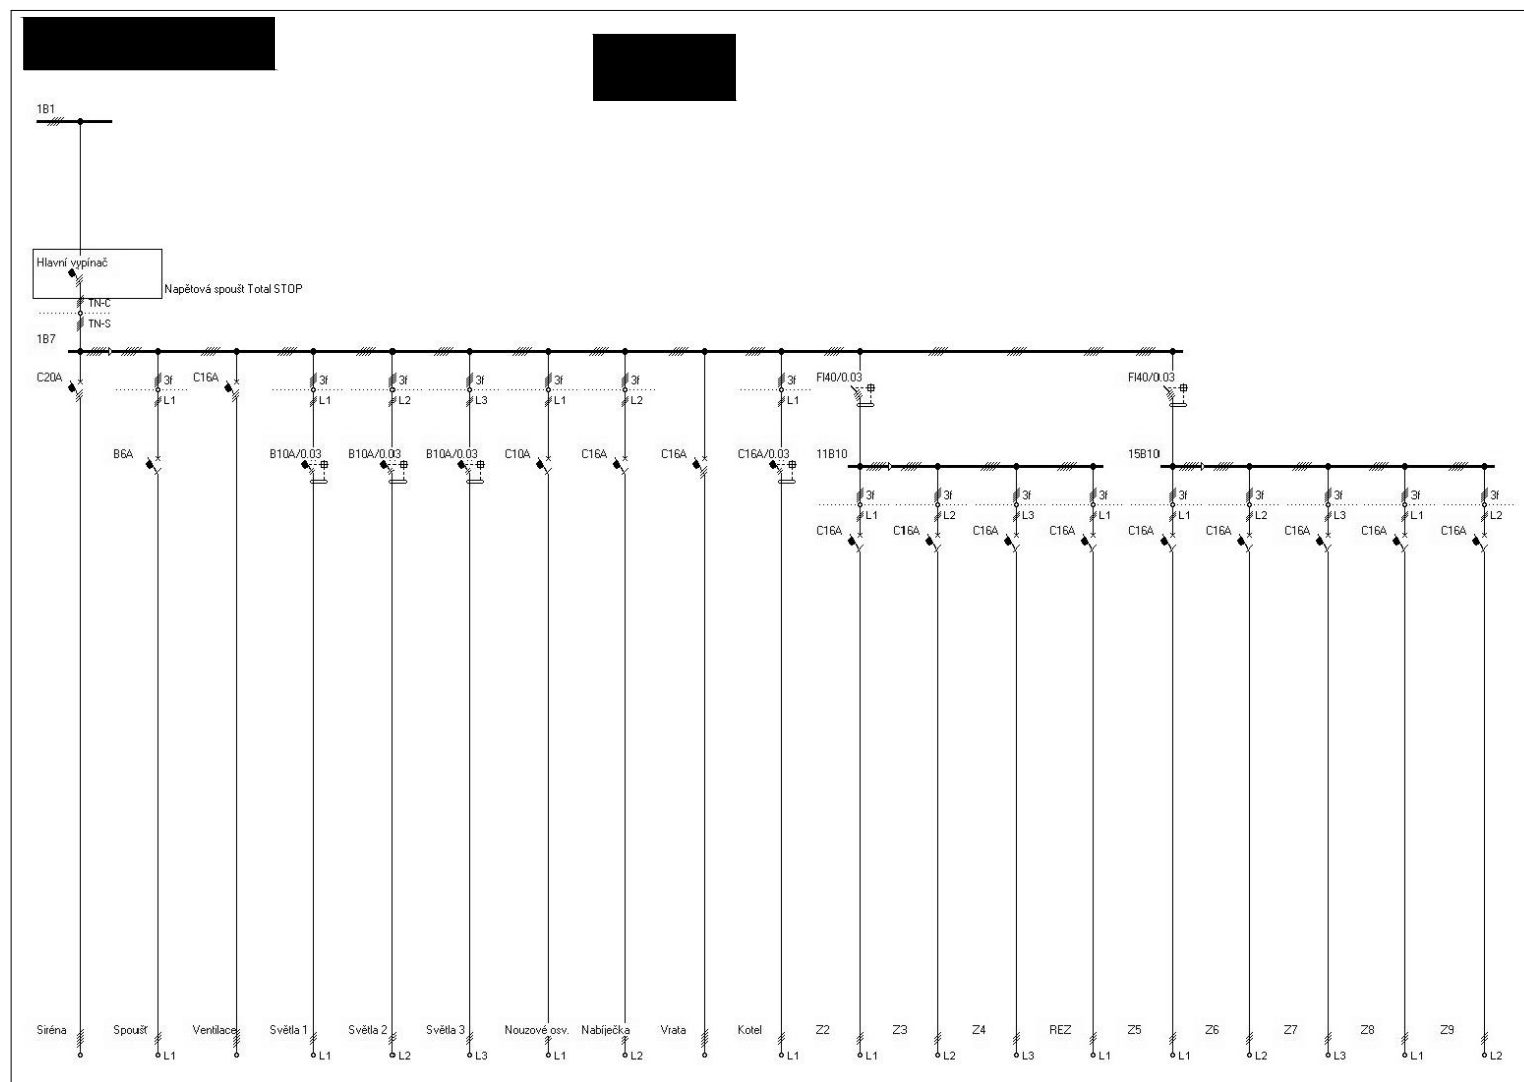 1B1
Hlavní vypínač
Napěťová spoušt Total STOP
TN-C
TN-S
1B7
C20A
3f
L1
C16A
3f
L1
3f
L2
3f
L3
3f
L1
3f
L2
3f
L1
FI40/0.03
FI40/0.03
B6A
B10A/0.03
B10A/0.03
B10A/0.03
C10A
C16A
C16A
C16A/0.03
11B10
15B10
3f
3f
3f
3f
3f
3f
3f
3f
3f
L1
L2
L3
L1
L1
L2
L3
L1
L2
C16A
C16A
C16A
C16A
C16A
C16A
C16A
C16A
C16A
Siréna
Spoušť
Ventilace
Světla 1
Světla 2
Světla 3
Nouzové osv.
Nabíječka
Vrata
Kotel
Z2
Z3
Z4
REZ
Z5
Z6
Z7
Z8
Z9
L1
L1
L2
L3
L1
L2
L1
L1
L2
L3
L1
L1
L2
L3
L1
L2